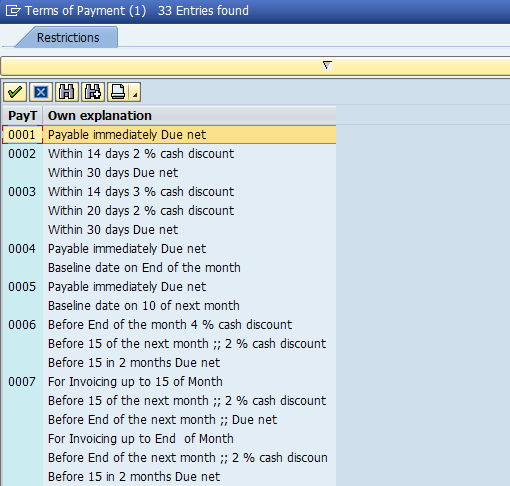 Terms of Payment (1) 33 Entries found
Restrictions
PayT Own explanation
0001 Payable immediately Due net
0002 Within 14 days 2 % cash discount
Within 30 days Due net
0003 Within 14 days 3 % cash discount
Within 20 days 2 % cash discount
Within 30 days Due net
0004 Payable immediately Due net
Baseline date on End of the month
0005 Payable immediately Due net
Baseline date on 10 of next month
0006 Before End of the month 4 % cash discount
Before 15 of the next month ;; 2 % cash discount
Before 15 in 2 months Due net
0007 For Invoicing up to 15 of Month
Before 15 of the next month ;; 2 % cash discount
Before End of the next month ;; Due net
For Invoicing up to End of Month
Before End of the next month ;; 2 % cash discoun
Before 15 in 2 months Due net